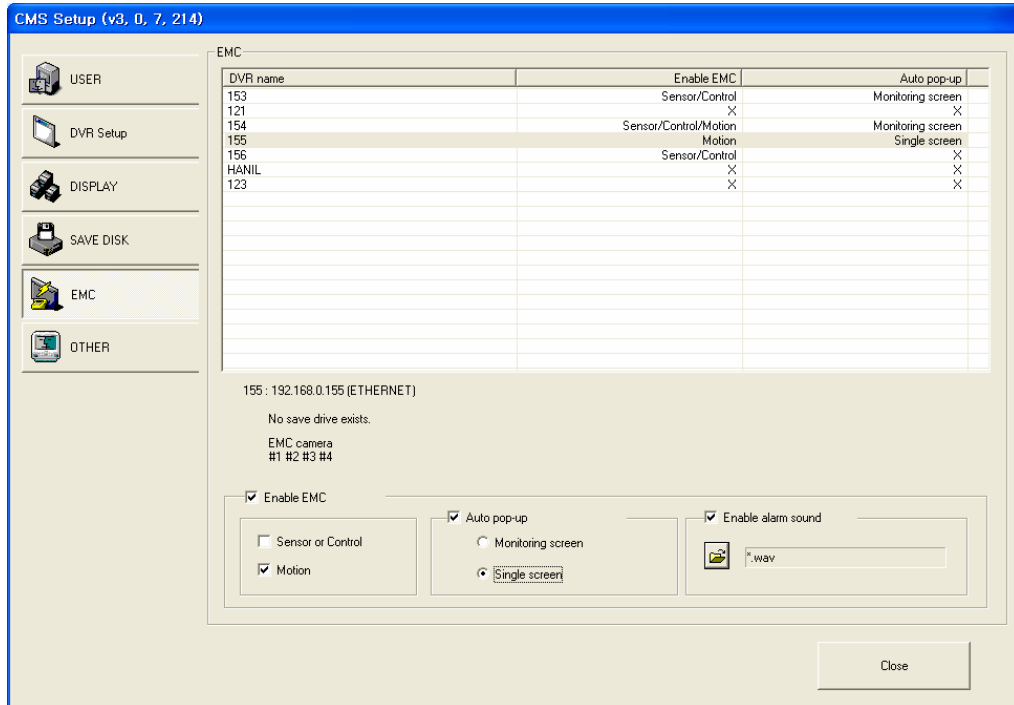 CMS Setup (v3, 0, 7, 214)
USER
DVR Setup
DISPLAY
SAVE DISK
EMC
OTHER
EMC
DVR name Enable EMC Auto pop-up
153 Sensor/Control Monitoring screen
121 X X
154 Sensor/Control/Motion Monitoring screen
155 Motion Single screen
156 Sensor/Control X
HANIL X X
123 X X
155 : 192.168.0.155 (ETHERNET)
No save drive exists.
EMC camera
#1 #2 #3 #4
Enable EMC
Sensor or Control
Motion
Auto pop-up
Monitoring screen
Single screen
Enable alarm sound
*.wav
Close